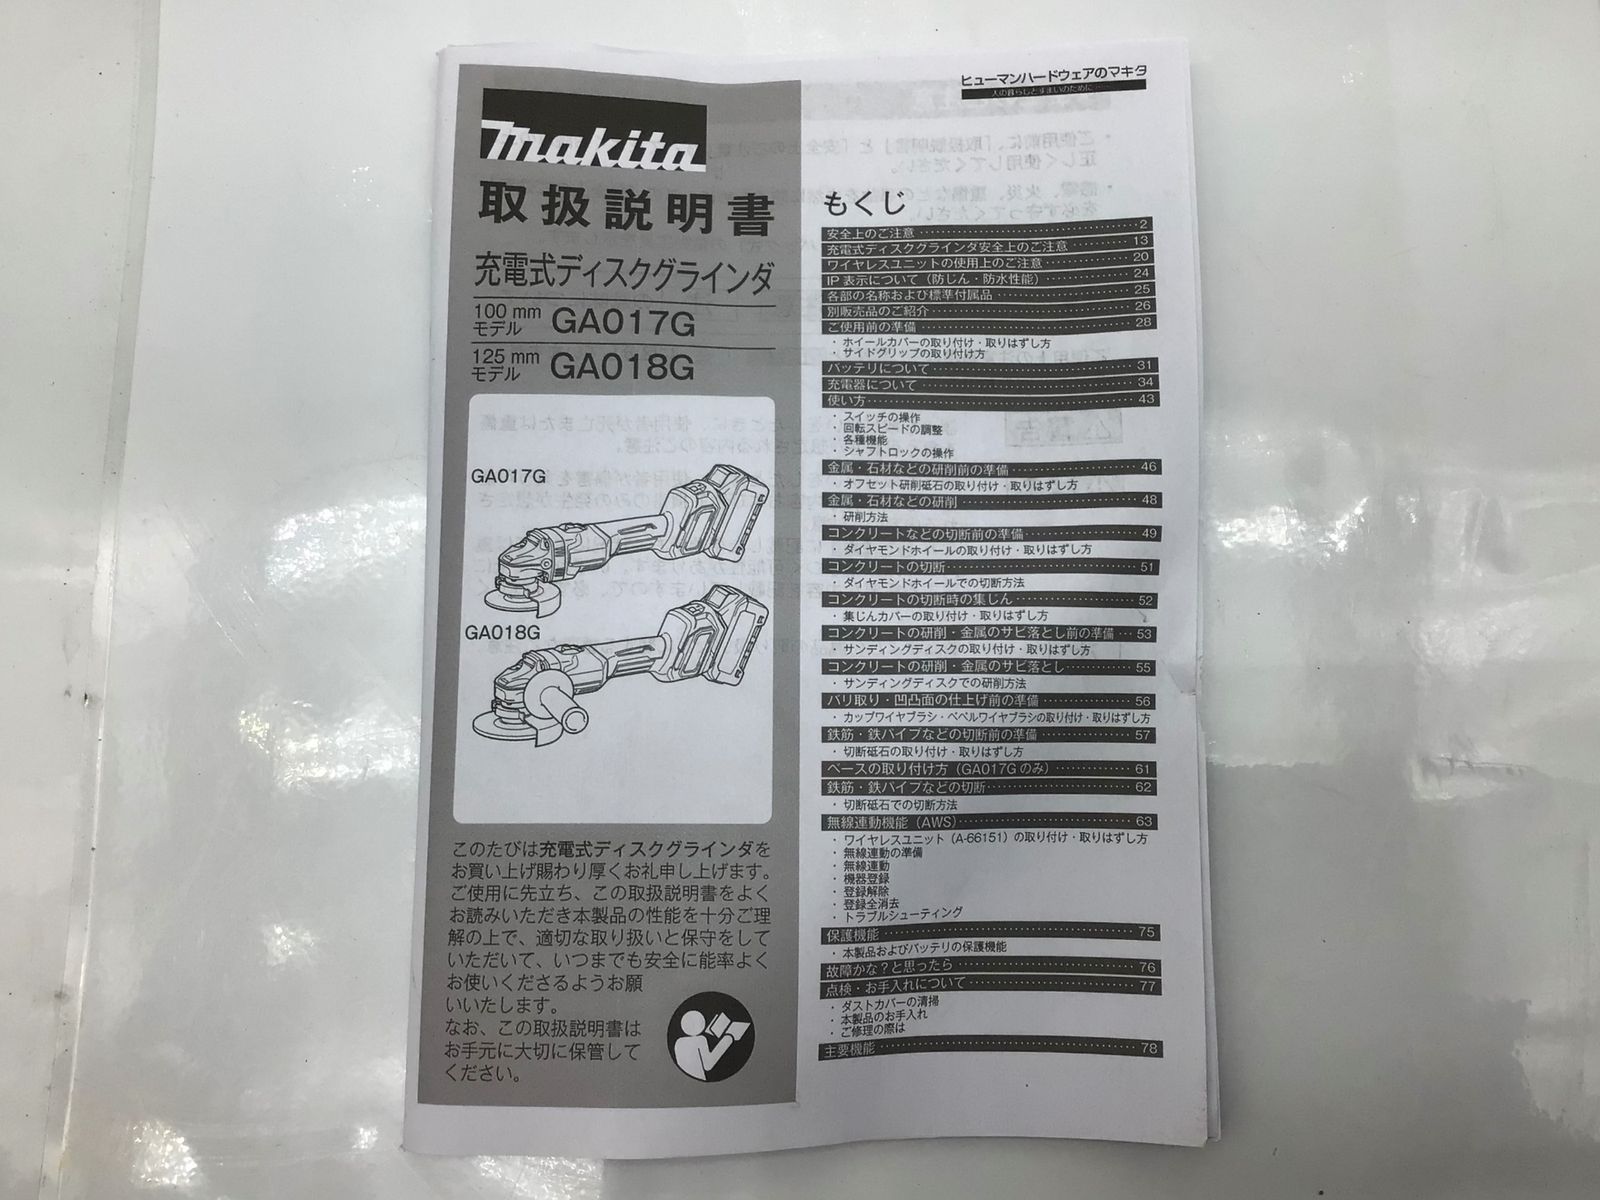 makita
取扱説明書
充電式ディスクグラインダ
100 mm
モデル GA017G
125 mm
モデル GA018G
GA017G
GA018G
このたびは充電式ディスクグラインダを
お買い上げ賜わり厚くお礼申し上げます。
ご使用に先立ち、この取扱説明書をよく
お読みいただき本製品の性能を十分ご理
解の上で、適切な取り扱いと保守をして
いただいて、いつまでも安全に能率よく
お使いくださるようお願
いいたします。
なお、この取扱説明書は
お手元に大切に保管して
ください。
ヒューマンハードウェアのマキタ
人の暮らしとすまいのために
もくじ
安全上のご注意 2
充電式ディスクグラインダ安全上のご注意 13
ワイヤレスユニットの使用上のご注意 20
IP 表示について（防じん・防水性能） 24
各部の名称および標準付属品 25
別販売品のご紹介 26
ご使用前の準備 28
・ホイールカバーの取り付け・取りはずし方
・サイドグリップの取り付け方
バッテリについて 31
充電器について 34
使い方 43
・スイッチの操作
・回転スピードの調整
・各種機能
・シャフトロックの操作
金属・石材などの研削前の準備 46
・オフセット研削砥石の取り付け・取りはずし方
金属・石材などの研削 48
・研削方法
コンクリートなどの切断前の準備 49
・ダイヤモンドホイールの取り付け・取りはずし方
コンクリートの切断 51
・ダイヤモンドホイールでの切断方法
コンクリートの切断時の集じん 52
・集じんカバーの取り付け・取りはずし方
コンクリートの研削・金属のサビ落とし前の準備 53
・サンディングディスクの取り付け・取りはずし方
コンクリートの研削・金属のサビ落とし 55
・サンディングディスクでの研削方法
バリ取り・凹凸面の仕上げ前の準備 56
・カップワイヤブラシ・ベベルワイヤブラシの取り付け・取りはずし方
鉄筋・鉄パイプなどの切断前の準備 57
・切断砥石の取り付け・取りはずし方
ベースの取り付け方（GA017Gのみ） 61
鉄筋・鉄パイプなどの切断 62
・切断砥石での切断方法
無線連動機能（AWS） 63
・ワイヤレスユニット（A-66151）の取り付け・取りはずし方
・無線連動の準備
・無線連動
・機器登録
・登録解除
・登録全消去
・トラブルシューティング
保護機能 75
・本製品およびバッテリの保護機能
故障かな？と思ったら 76
点検・お手入れについて 77
・ダストカバーの清掃
・本製品のお手入れ
・ご修理の際は
主要機能 78